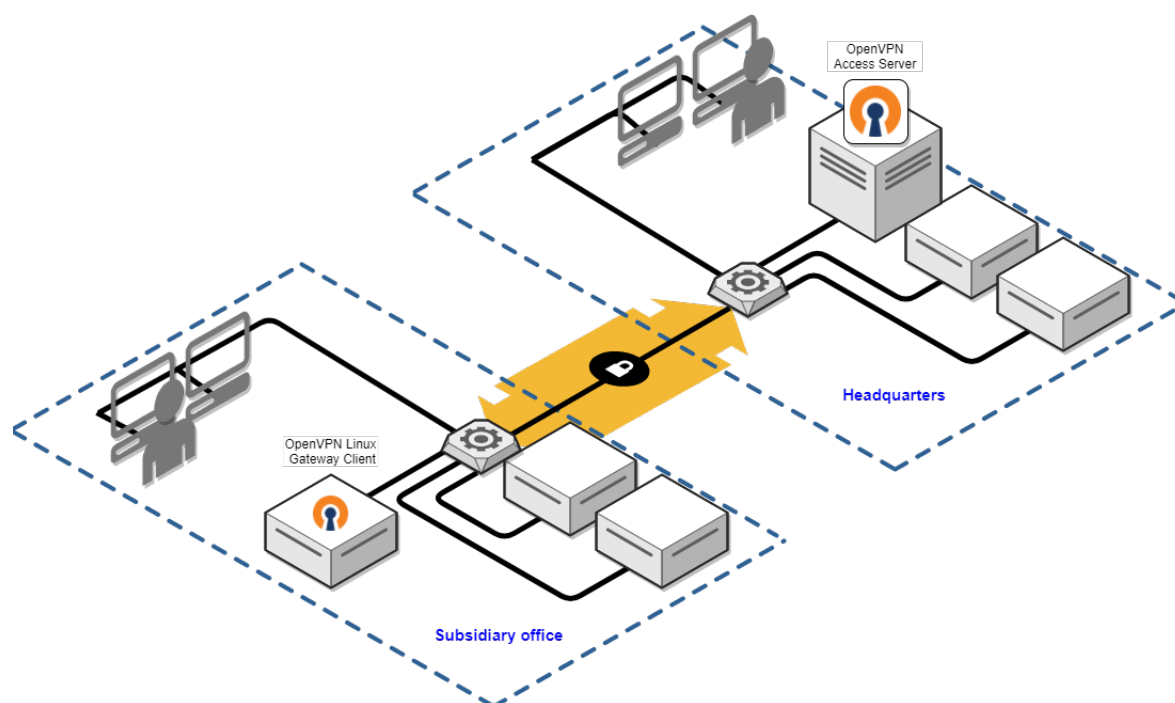 OpenVPN
Access Server
Headquarters
OpenVPN Linux
Gateway Client
Subsidiary office